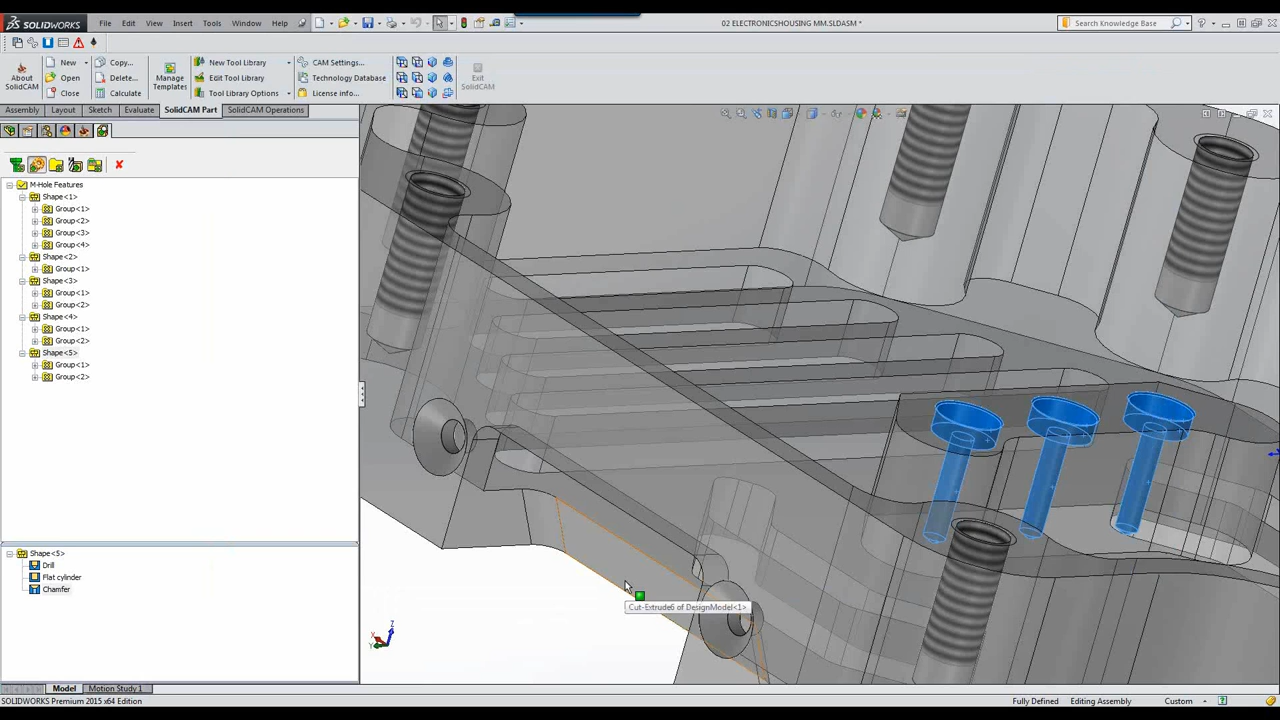 SOLIDWORKS
File
Edit
View
Insert
Tools
Window
Help
02 ELECTRONICSHOUSING MM.SLDASM *
Search Knowledge Base
About SolidCAM
New
Open
Close
Copy...
Delete...
Calculate
Manage Templates
New Tool Library
Edit Tool Library
Tool Library Options
CAM Settings...
Technology Database
License info...
Exit SolidCAM
Assembly
Layout
Sketch
Evaluate
SolidCAM Part
SolidCAM Operations
M-Hole Features
Shape<1>
Group<1>
Group<2>
Group<3>
Group<4>
Shape<2>
Group<1>
Shape<3>
Group<1>
Group<2>
Shape<4>
Group<1>
Group<2>
Shape<5>
Group<1>
Group<2>
Shape<5>
Drill
Flat cylinder
Chamfer
Cut-Extrude6 of DesignModel<1>
Z
X
Y
Model
Motion Study 1
SOLIDWORKS Premium 2015 x64 Edition
Fully Defined
Editing Assembly
Custom